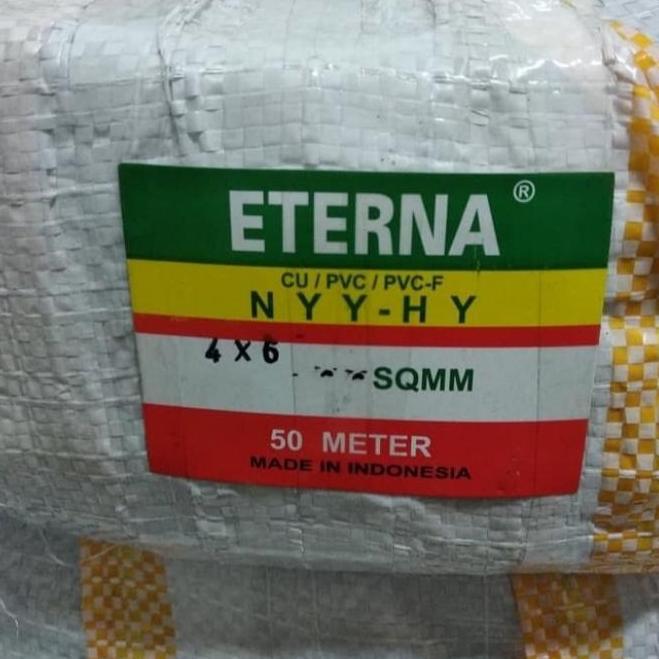 ETERNA ®
CU / PVC / PVC-F
NYY-HY
4 x 6 SQMM
50 METER
MADE IN INDONESIA